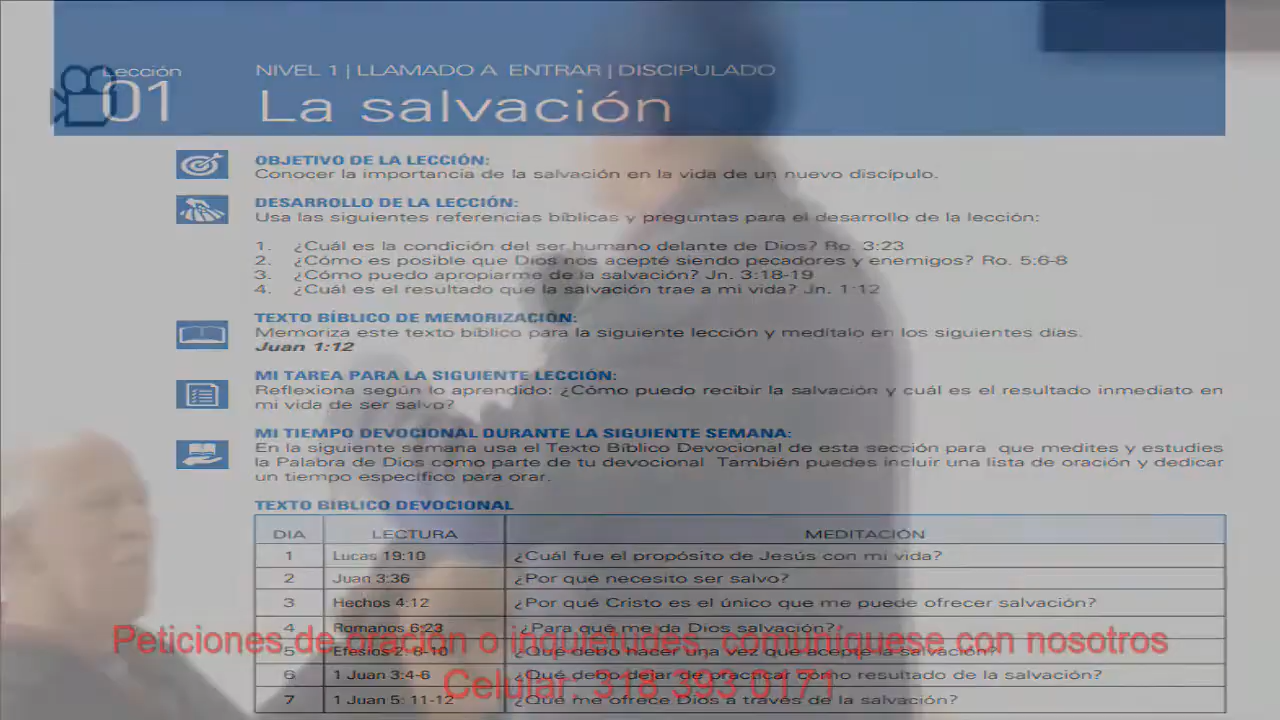 Lección
01
NIVEL 1 | LLAMADO A ENTRAR | DISCIPULADO
La salvación
OBJETIVO DE LA LECCIÓN:
Conocer la importancia de la salvación en la vida de un nuevo discípulo.
DESARROLLO DE LA LECCIÓN:
Usa las siguientes referencias bíblicas y preguntas para el desarrollo de la lección:
1. ¿Cuál es la condición del ser humano delante de Dios? Ro. 3:23
2. ¿Cómo es posible que Dios nos acepté siendo pecadores y enemigos? Ro. 5:6-8
3. ¿Cómo puedo apropiarme de la salvación? Jn. 3:18-19
4. ¿Cuál es el resultado que la salvación trae a mi vida? Jn. 1:12
TEXTO BÍBLICO DE MEMORIZACIÓN:
Memoriza este texto bíblico para la siguiente lección y medítalo en los siguientes días.
Juan 1:12
MI TAREA PARA LA SIGUIENTE LECCIÓN:
Reflexiona según lo aprendido: ¿Cómo puedo recibir la salvación y cuál es el resultado inmediato en
mi vida de ser salvo?
MI TIEMPO DEVOCIONAL DURANTE LA SIGUIENTE SEMANA:
En la siguiente semana usa el Texto Bíblico Devocional de esta sección para que medites y estudies
la Palabra de Dios como parte de tu devocional También puedes incluir una lista de oración y dedicar
un tiempo específico para orar.
TEXTO BÍBLICO DEVOCIONAL
DIA LECTURA MEDITACIÓN
1 Lucas 19:10 ¿Cuál fue el propósito de Jesús con mi vida?
2 Juan 3:36 ¿Por qué necesito ser salvo?
3 Hechos 4:12 ¿Por qué Cristo es el único que me puede ofrecer salvación?
4 Romanos 6:23 ¿Para qué me da Dios salvación?
Peticiones de oración o inquietudes, comuníquese con nosotros
5 Efesios 2:8-10 ¿Qué debo hacer una vez que acepté la salvación?
6 1 Juan 3:4-6 ¿Qué debo dejar de practicar como resultado de la salvación?
Celular: 318 393 0171
7 1 Juan 5: 11-12 ¿Qué me ofrece Dios a través de la salvación?